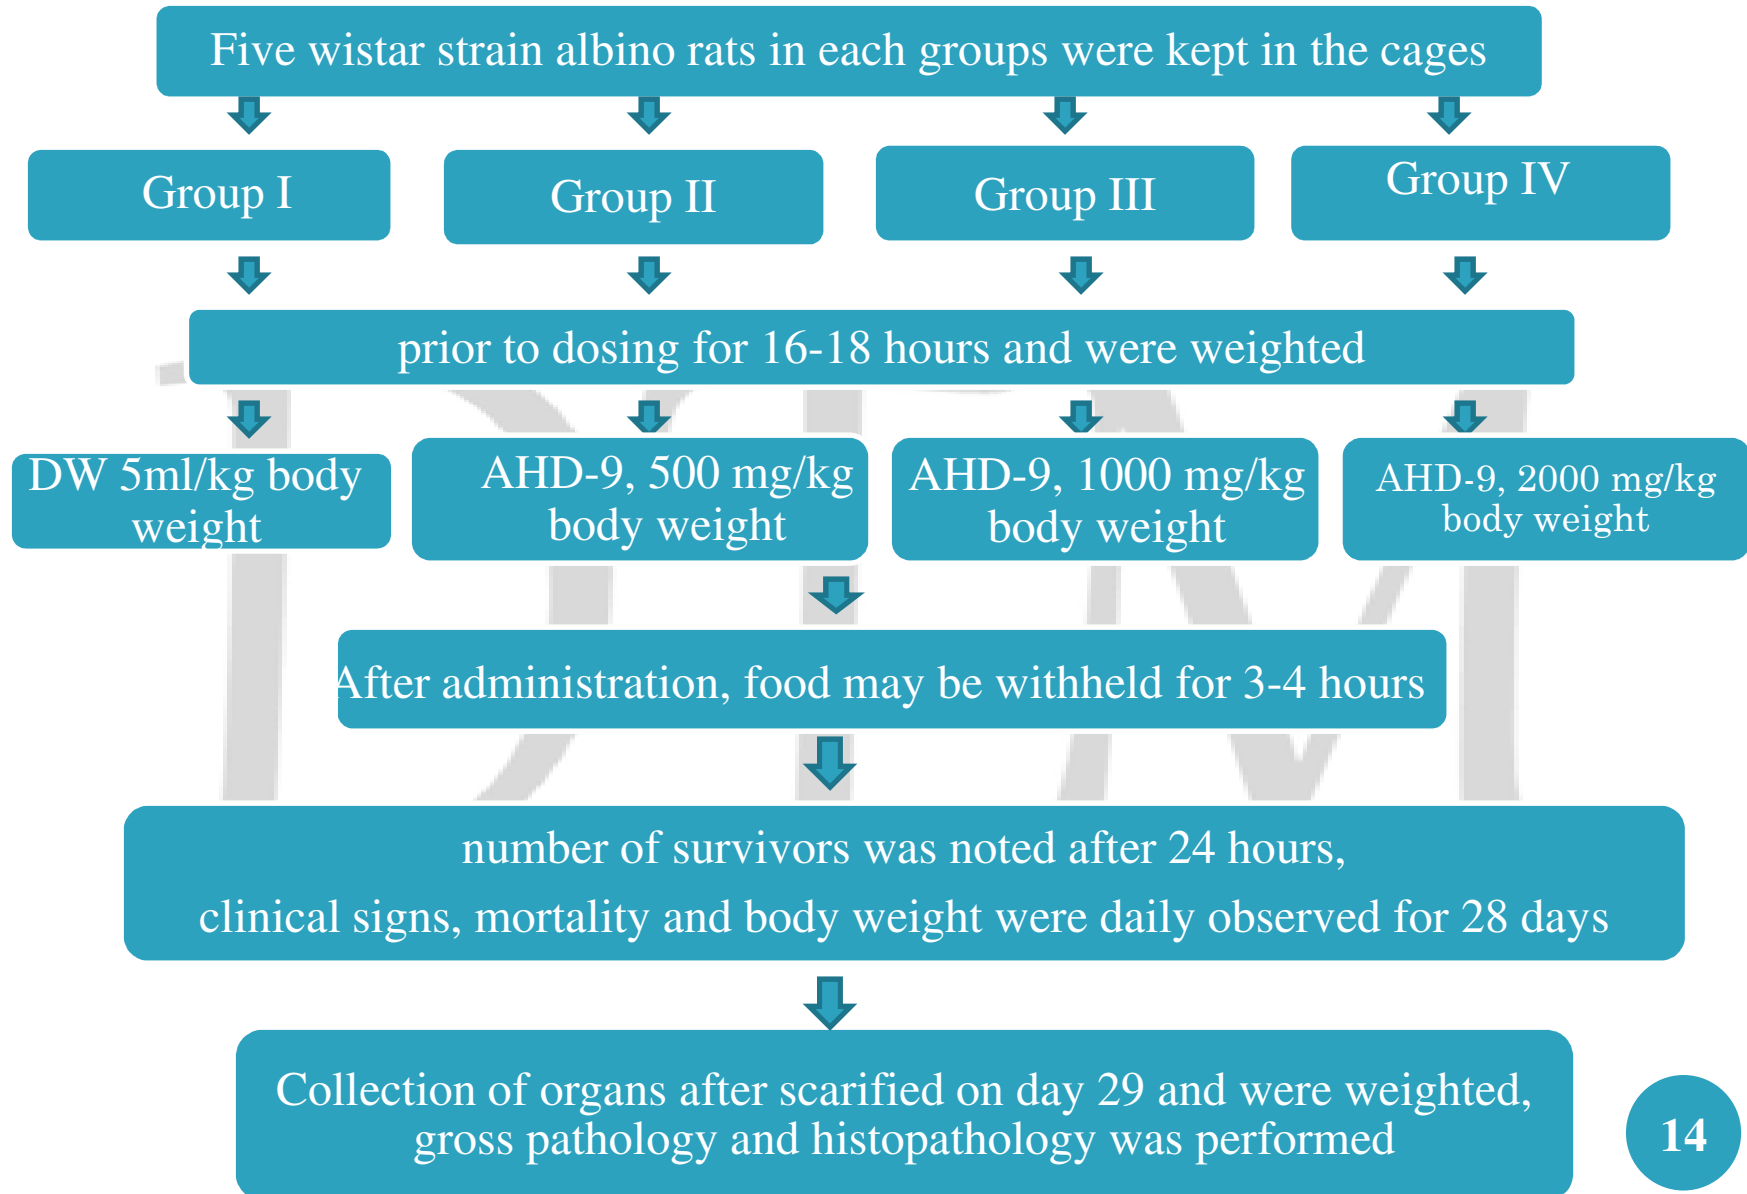 Five wistar strain albino rats in each groups were kept in the cages
Group I
Group II
Group III
Group IV
prior to dosing for 16-18 hours and were weighted
DW 5ml/kg body
weight
AHD-9, 500 mg/kg
body weight
AHD-9, 1000 mg/kg
body weight
AHD-9, 2000 mg/kg
body weight
After administration, food may be withheld for 3-4 hours
number of survivors was noted after 24 hours,
clinical signs, mortality and body weight were daily observed for 28 days
Collection of organs after scarified on day 29 and were weighted,
gross pathology and histopathology was performed
14